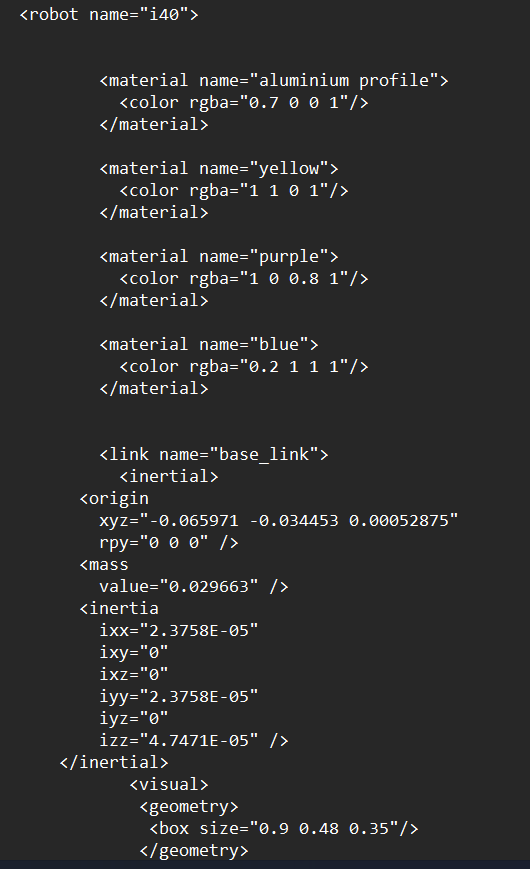 <robot name="i40">
<material name="aluminium profile">
<color rgba="0.7 0 0 1"/>
</material>
<material name="yellow">
<color rgba="1 1 0 1"/>
</material>
<material name="purple">
<color rgba="1 0 0.8 1"/>
</material>
<material name="blue">
<color rgba="0.2 1 1 1"/>
</material>
<link name="base_link">
<inertial>
<origin
xyz="-0.065971 -0.034453 0.00052875"
rpy="0 0 0" />
<mass
value="0.029663" />
<inertia
ixx="2.3758E-05"
ixy="0"
ixz="0"
iyy="2.3758E-05"
iyz="0"
izz="4.7471E-05" />
</inertial>
<visual>
<geometry>
<box size="0.9 0.48 0.35"/>
</geometry>